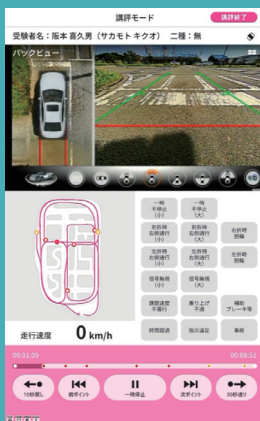 講評モード
講評終了
受験者名：阪本 喜久男（サカモト キクオ） 二種：無
バックビュー
一時
不停止
(小)
一時
不停止
(大)
右折時
右側通行
(小)
右折時
右側通行
(大)
右折時
膨輪
左折時
右側通行
(小)
左折時
右側通行
(大)
左折時
膨輪
信号無視
(小)
信号無視
(大)
課題速度
不履行
乗り上げ
不通
補助
ブレーキ等
時間超過
指示違反
事故
走行速度 0 km/h
00:01:09
00:08:51
10秒戻し
前ポイント
一時停止
次ポイント
30秒送り